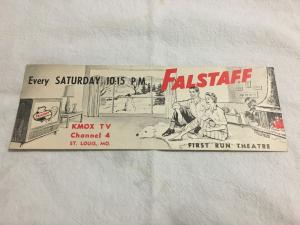 Every SATURDAY 10:15 P.M.
FALSTAFF
KMOX TV
Channel 4
ST. LOUIS, MO.
FIRST RUN THEATRE